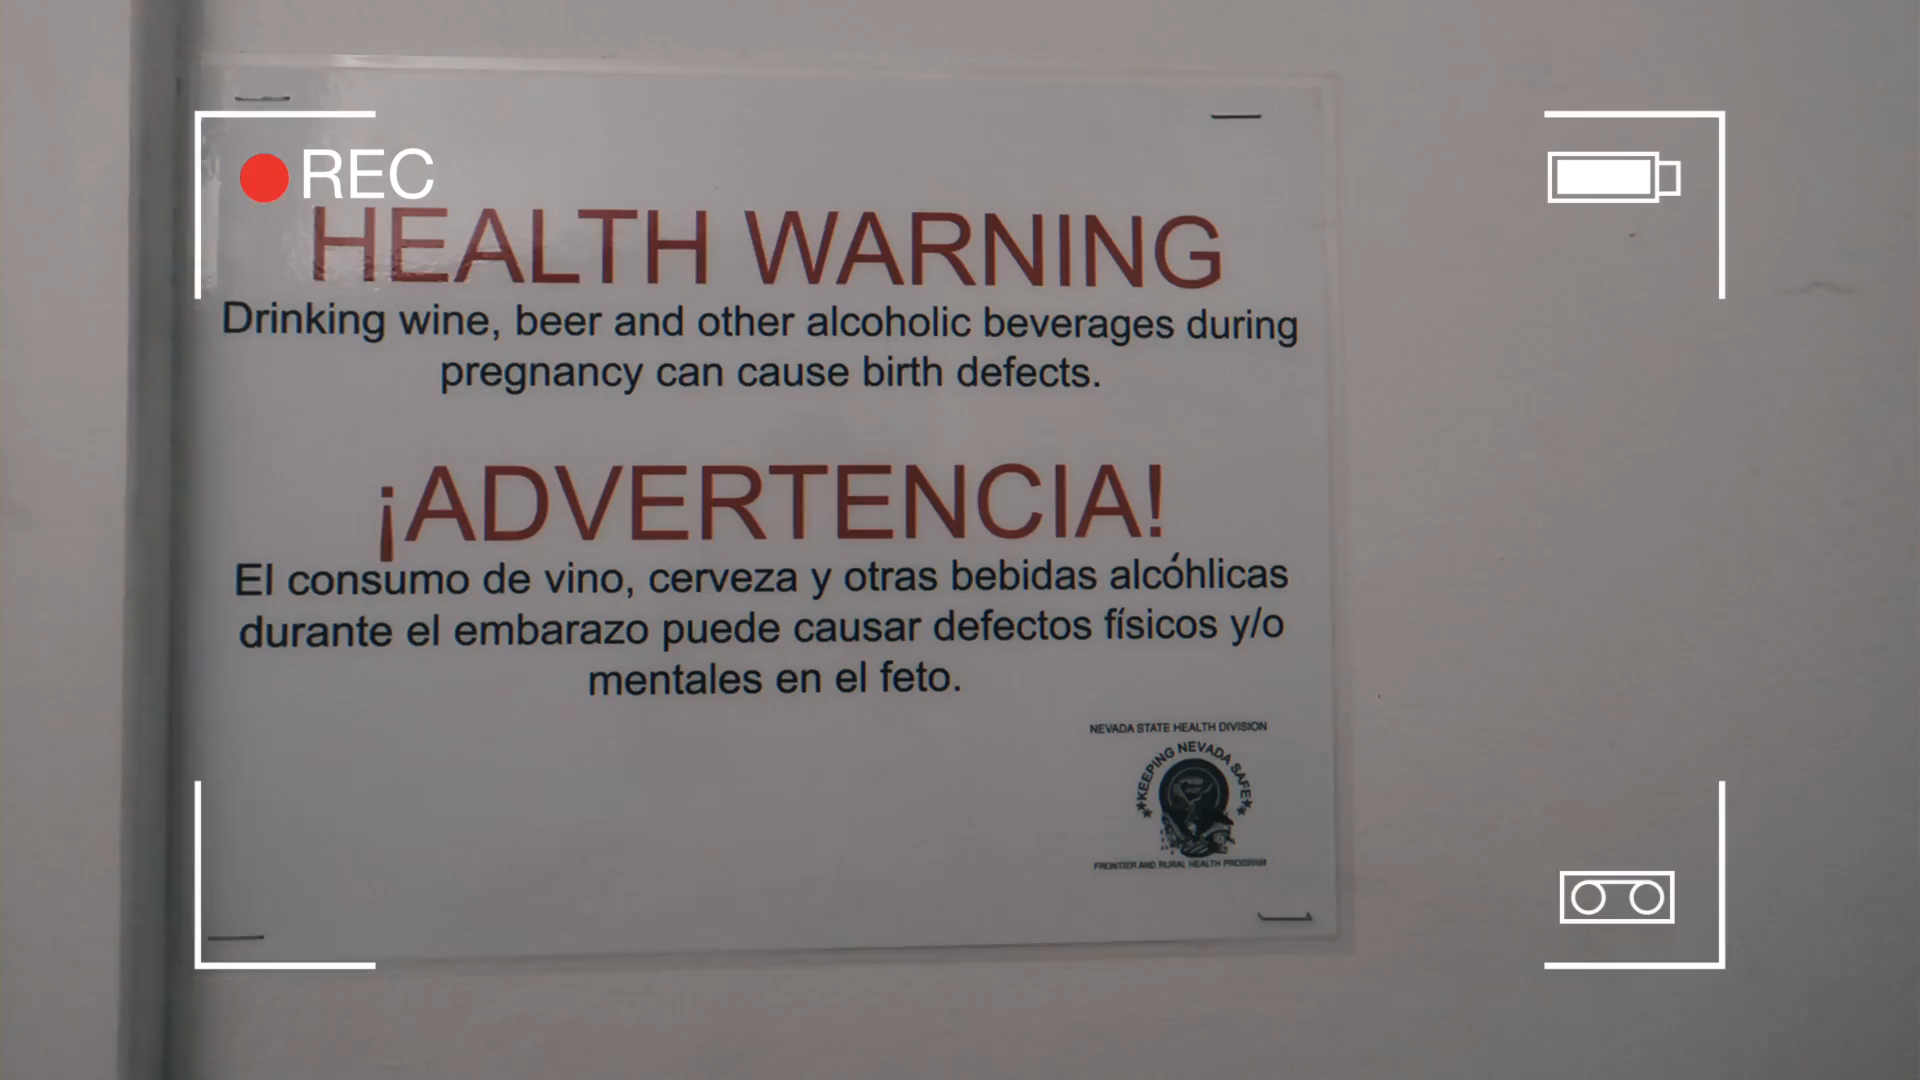 REC
HEALTH WARNING
Drinking wine, beer and other alcoholic beverages during
pregnancy can cause birth defects.
¡ADVERTENCIA!
El consumo de vino, cerveza y otras bebidas alcóhlicas
durante el embarazo puede causar defectos físicos y/o
mentales en el feto.
NEVADA STATE HEALTH DIVISION
KEEPING NEVADA SAFE
FRONTIER AND RURAL HEALTH PROGRAM